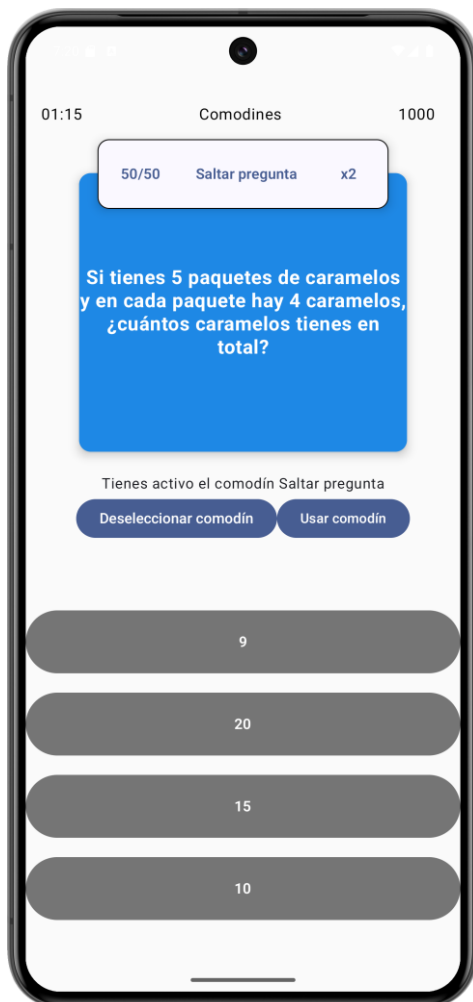 01:15 Comodines 1000
50/50 Saltar pregunta x2
Si tienes 5 paquetes de caramelos
y en cada paquete hay 4 caramelos,
¿cuántos caramelos tienes en
total?
Tienes activo el comodín Saltar pregunta
Deseleccionar comodín Usar comodín
9
20
15
10